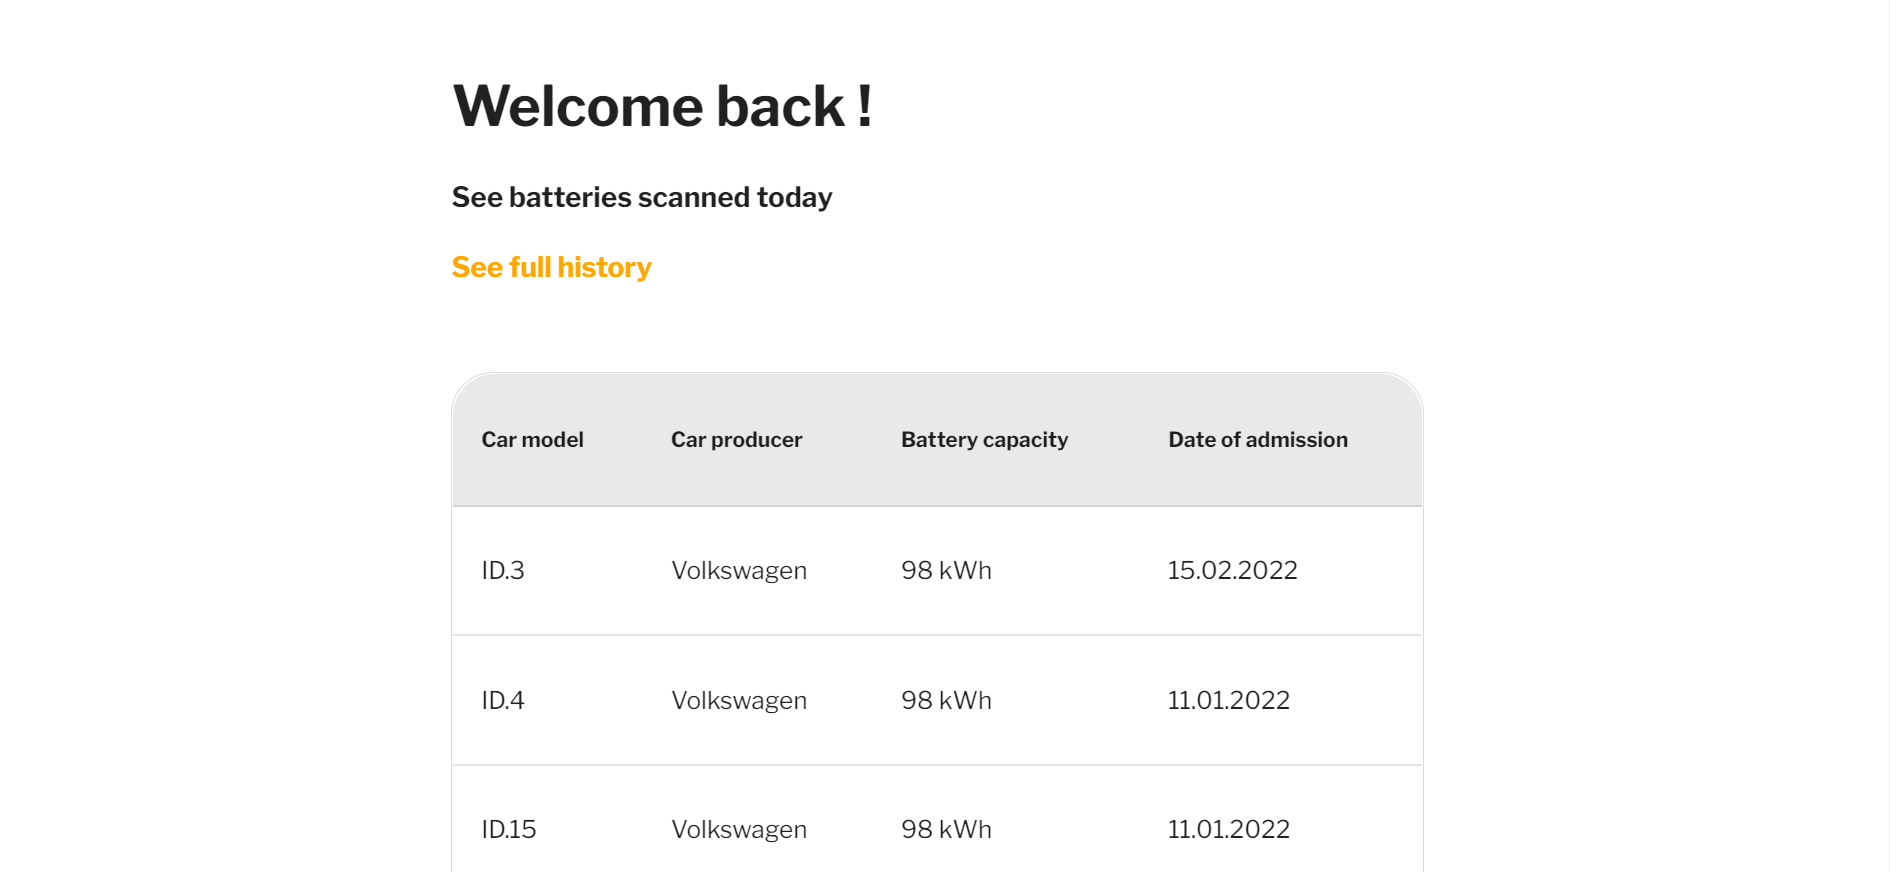 Welcome back !
See batteries scanned today
See full history
Car model Car producer Battery capacity Date of admission
ID.3 Volkswagen 98 kWh 15.02.2022
ID.4 Volkswagen 98 kWh 11.01.2022
ID.15 Volkswagen 98 kWh 11.01.2022